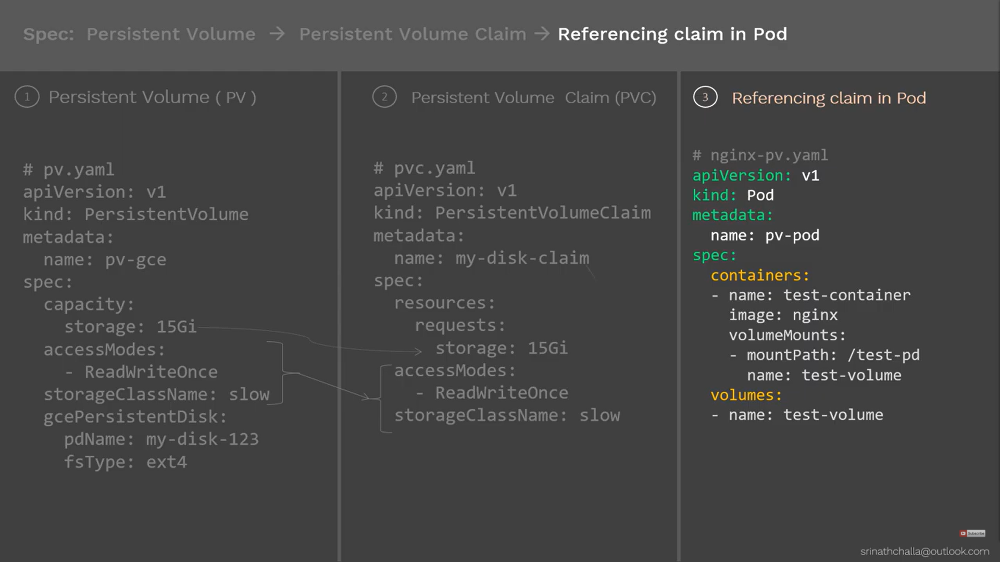 Spec: Persistent Volume → Persistent Volume Claim → Referencing claim in Pod
1 Persistent Volume ( PV )
# pv.yaml
apiVersion: v1
kind: PersistentVolume
metadata:
  name: pv-gce
spec:
  capacity:
    storage: 15Gi
  accessModes:
    - ReadWriteOnce
  storageClassName: slow
  gcePersistentDisk:
    pdName: my-disk-123
    fsType: ext4
2 Persistent Volume Claim (PVC)
# pvc.yaml
apiVersion: v1
kind: PersistentVolumeClaim
metadata:
  name: my-disk-claim
spec:
  resources:
    requests:
      storage: 15Gi
  accessModes:
    - ReadWriteOnce
  storageClassName: slow
3 Referencing claim in Pod
# nginx-pv.yaml
apiVersion: v1
kind: Pod
metadata:
  name: pv-pod
spec:
  containers:
  - name: test-container
    image: nginx
    volumeMounts:
    - mountPath: /test-pd
      name: test-volume
  volumes:
  - name: test-volume
Subscribe
srinathchalla@outlook.com